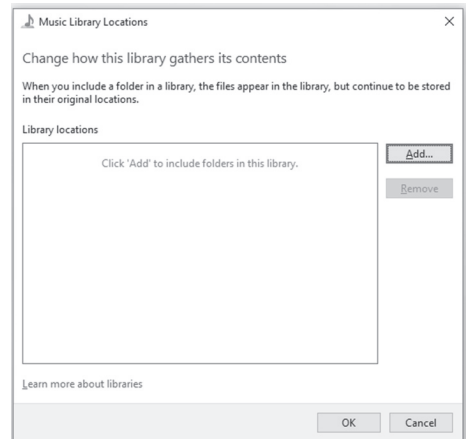 Music Library Locations
Change how this library gathers its contents
When you include a folder in a library, the files appear in the library, but continue to be stored
in their original locations.
Library locations
Click 'Add' to include folders in this library.
Add...
Remove
Learn more about libraries
OK
Cancel